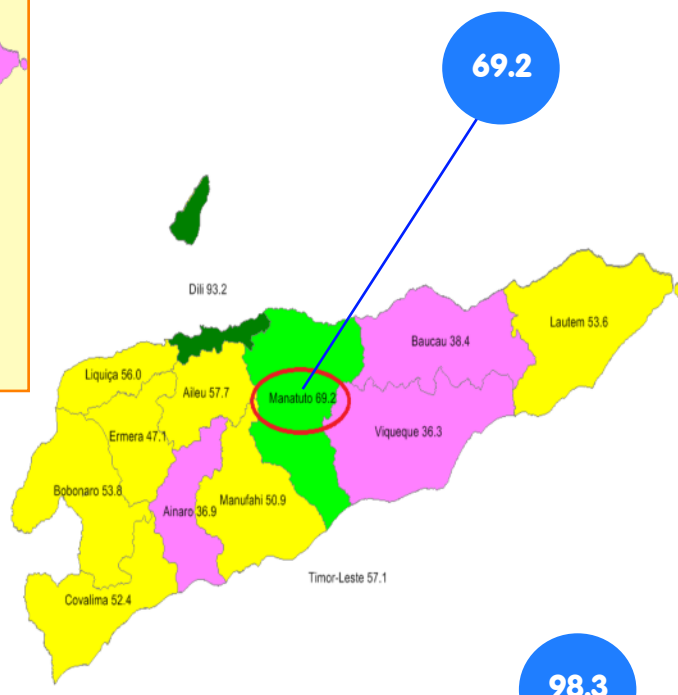 69.2
Dili 93.2
Lautem 53.6
Baucau 38.4
Liquiça 56.0
Aileu 57.7
Manatuto 69.2
Ermera 47.1
Viqueque 36.3
Bobonaro 53.8
Manufahi 50.9
Ainaro 36.9
Timor-Leste 57.1
Covalima 52.4
98.3